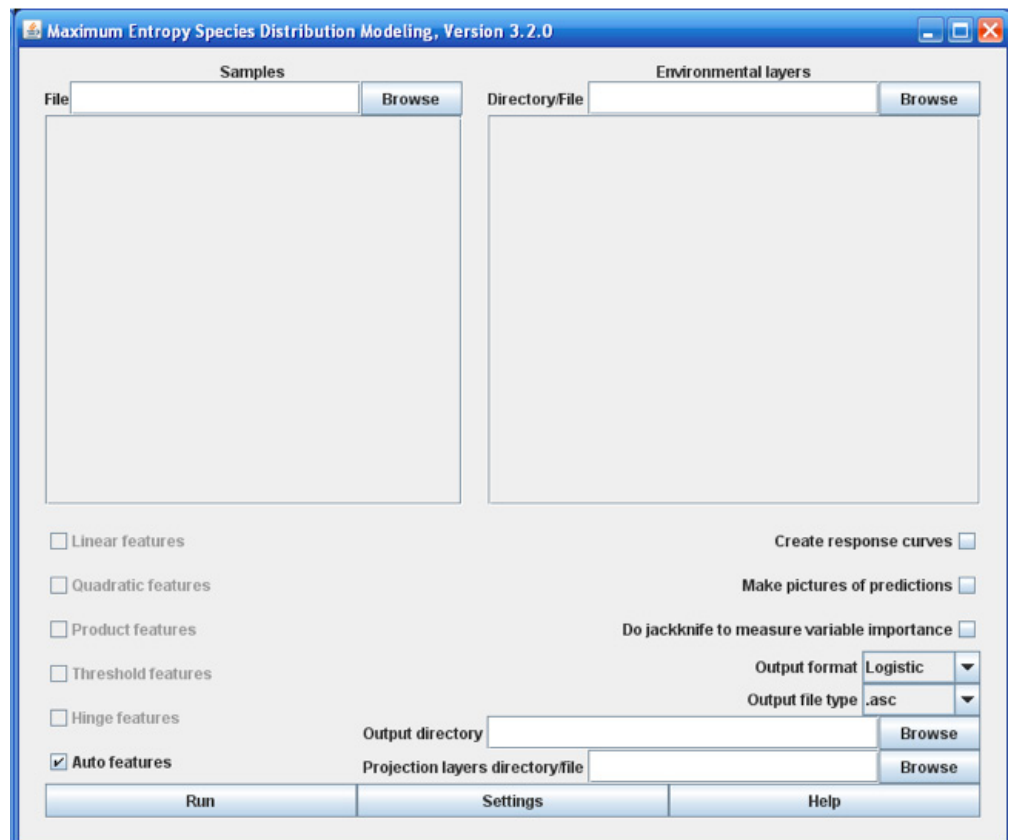 Maximum Entropy Species Distribution Modeling, Version 3.2.0
Samples
File
Browse
Environmental layers
Directory/File
Browse
Linear features
Quadratic features
Product features
Threshold features
Hinge features
Auto features
Create response curves
Make pictures of predictions
Do jackknife to measure variable importance
Output format Logistic
Output file type .asc
Output directory
Browse
Projection layers directory/file
Browse
Run
Settings
Help